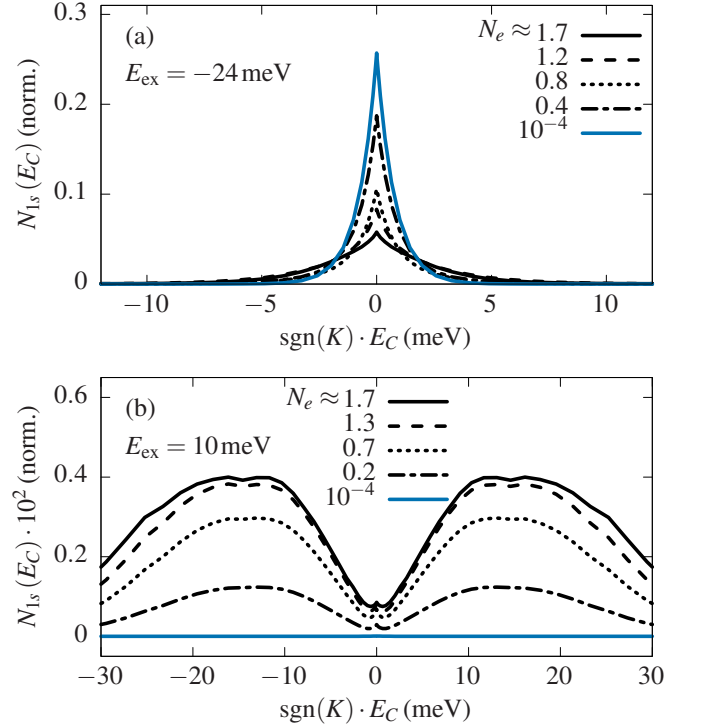 (a)
E_ex = −24 meV
N_e ≈ 1.7
1.2
0.8
0.4
10⁻⁴
0.3
0.2
0.1
0
N_1s(E_C) (norm.)
−10 −5 0 5 10
sgn(K) · E_C (meV)
(b)
E_ex = 10 meV
N_e ≈ 1.7
1.3
0.7
0.2
10⁻⁴
0.6
0.4
0.2
0
N_1s(E_C) · 10² (norm.)
−30 −20 −10 0 10 20 30
sgn(K) · E_C (meV)